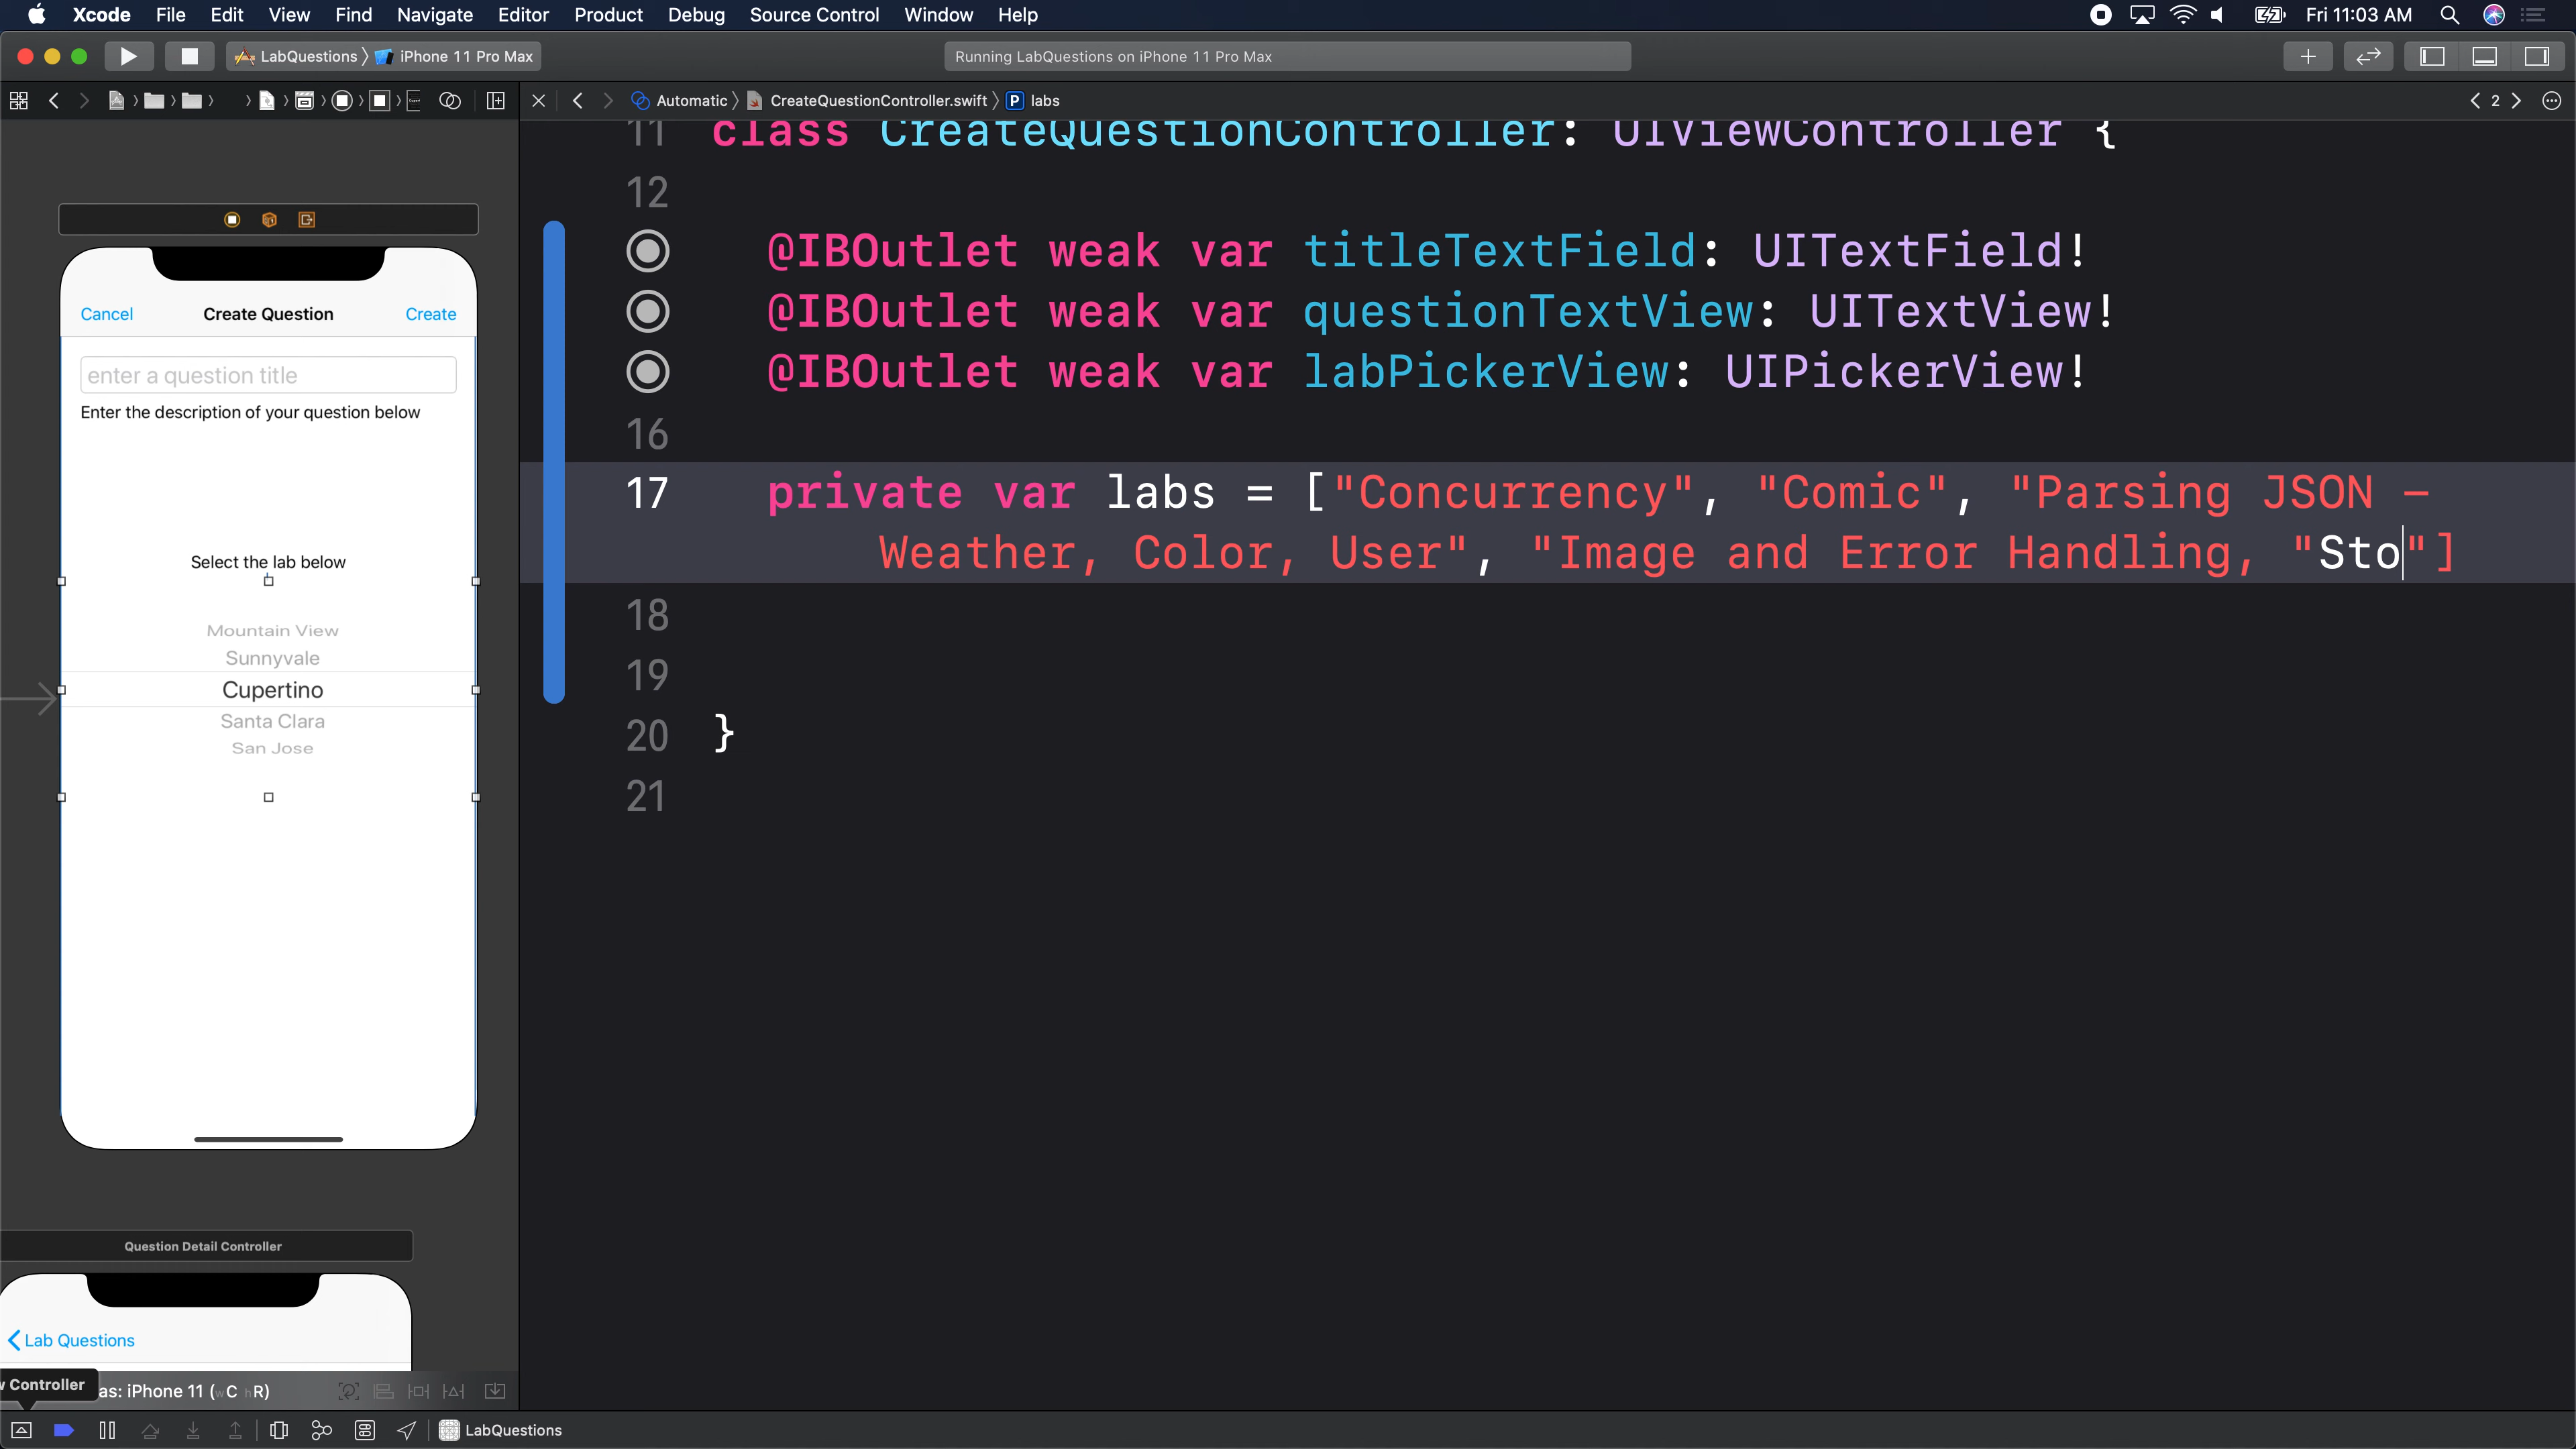 Xcode File Edit View Find Navigate Editor Product Debug Source Control Window Help Fri 11:03 AM
LabQuestions 〉 iPhone 11 Pro Max Running LabQuestions on iPhone 11 Pro Max
Automatic 〉 CreateQuestionController.swift 〉 P labs 2
11 class CreateQuestionController: UIViewController {
12
@IBOutlet weak var titleTextField: UITextField!
@IBOutlet weak var questionTextView: UITextView!
@IBOutlet weak var labPickerView: UIPickerView!
16
17 private var labs = ["Concurrency", "Comic", "Parsing JSON -
Weather, Color, User", "Image and Error Handling, "Sto"]
18
19
20 }
21
Cancel Create Question Create
enter a question title
Enter the description of your question below
Select the lab below
Mountain View
Sunnyvale
Cupertino
Santa Clara
San Jose
Question Detail Controller
Lab Questions
Controller as: iPhone 11 (wC hR)
LabQuestions